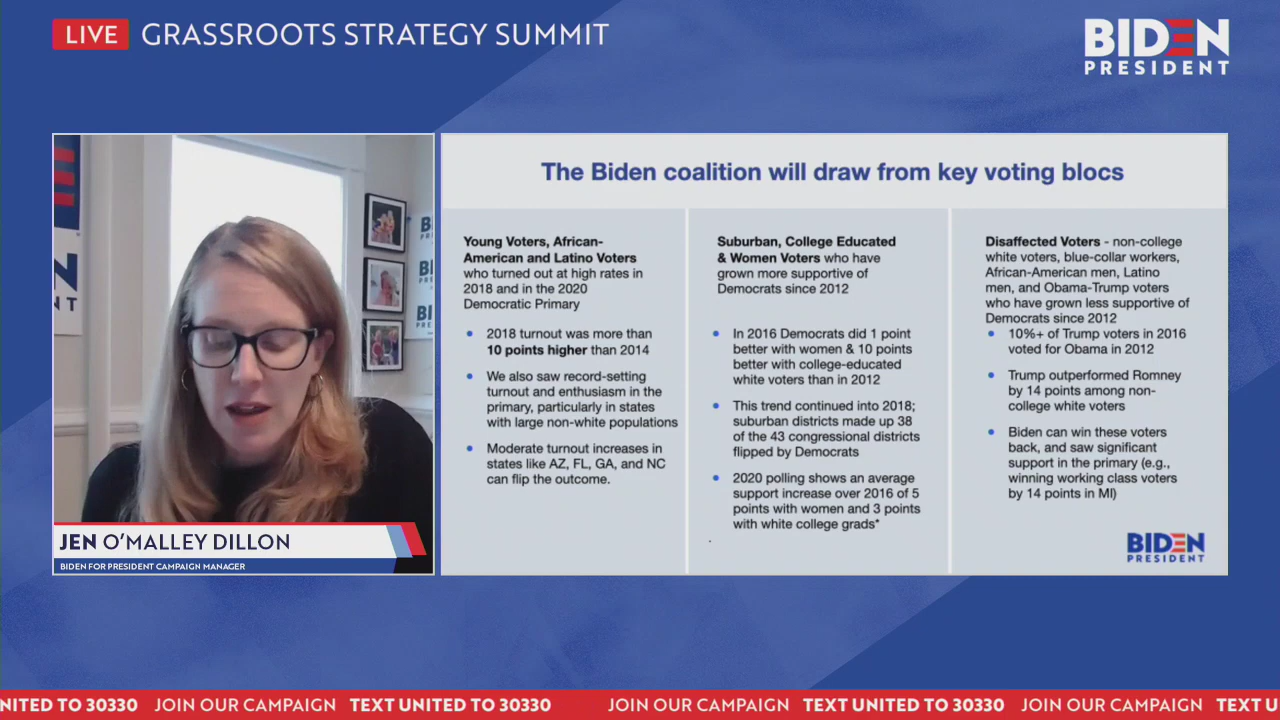 LIVE GRASSROOTS STRATEGY SUMMIT
BIDEN
PRESIDENT
The Biden coalition will draw from key voting blocs
Young Voters, African-
American and Latino Voters
who turned out at high rates in
2018 and in the 2020
Democratic Primary
• 2018 turnout was more than
10 points higher than 2014
• We also saw record-setting
turnout and enthusiasm in the
primary, particularly in states
with large non-white populations
• Moderate turnout increases in
states like AZ, FL, GA, and NC
can flip the outcome.
Suburban, College Educated
& Women Voters who have
grown more supportive of
Democrats since 2012
• In 2016 Democrats did 1 point
better with women & 10 points
better with college-educated
white voters than in 2012
• This trend continued into 2018;
suburban districts made up 38
of the 43 congressional districts
flipped by Democrats
• 2020 polling shows an average
support increase over 2016 of 5
points with women and 3 points
with white college grads*
Disaffected Voters - non-college
white voters, blue-collar workers,
African-American men, Latino
men, and Obama-Trump voters
who have grown less supportive of
Democrats since 2012
• 10%+ of Trump voters in 2016
voted for Obama in 2012
• Trump outperformed Romney
by 14 points among non-
college white voters
• Biden can win these voters
back, and saw significant
support in the primary (e.g.,
winning working class voters
by 14 points in MI)
BIDEN
PRESIDENT
JEN O'MALLEY DILLON
BIDEN FOR PRESIDENT CAMPAIGN MANAGER
NITED TO 30330 JOIN OUR CAMPAIGN TEXT UNITED TO 30330 JOIN OUR CAMPAIGN TEXT UNITED TO 30330 JOIN OUR CAMPAIGN TEXT U